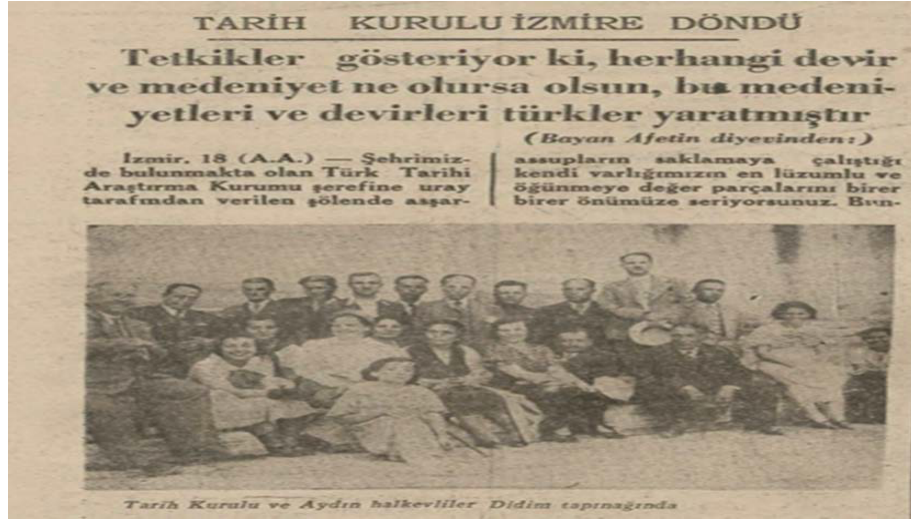 TARİH KURULU İZMİRE DÖNDÜ
Tetkikler gösteriyor ki, herhangi devir
ve medeniyet ne olursa olsun, bu medeni-
yetleri ve devirleri türkler yaratmıştır
(Bayan Afetin diyevinden:)
İzmir, 18 (A.A.) — Şehrimiz-
de bulunmakta olan Türk Tarihi
Araştırma Kurumu şerefine uray
tarafından verilen şölende asşar-
assupların saklamaya çalıştığı
kendi varlığımızın en lüzumlu ve
öğünmeye değer parçalarını birer
birer önümüze seriyorsunuz. Bun-
Tarih Kurulu ve Aydın halkevliler Didim tapınağında